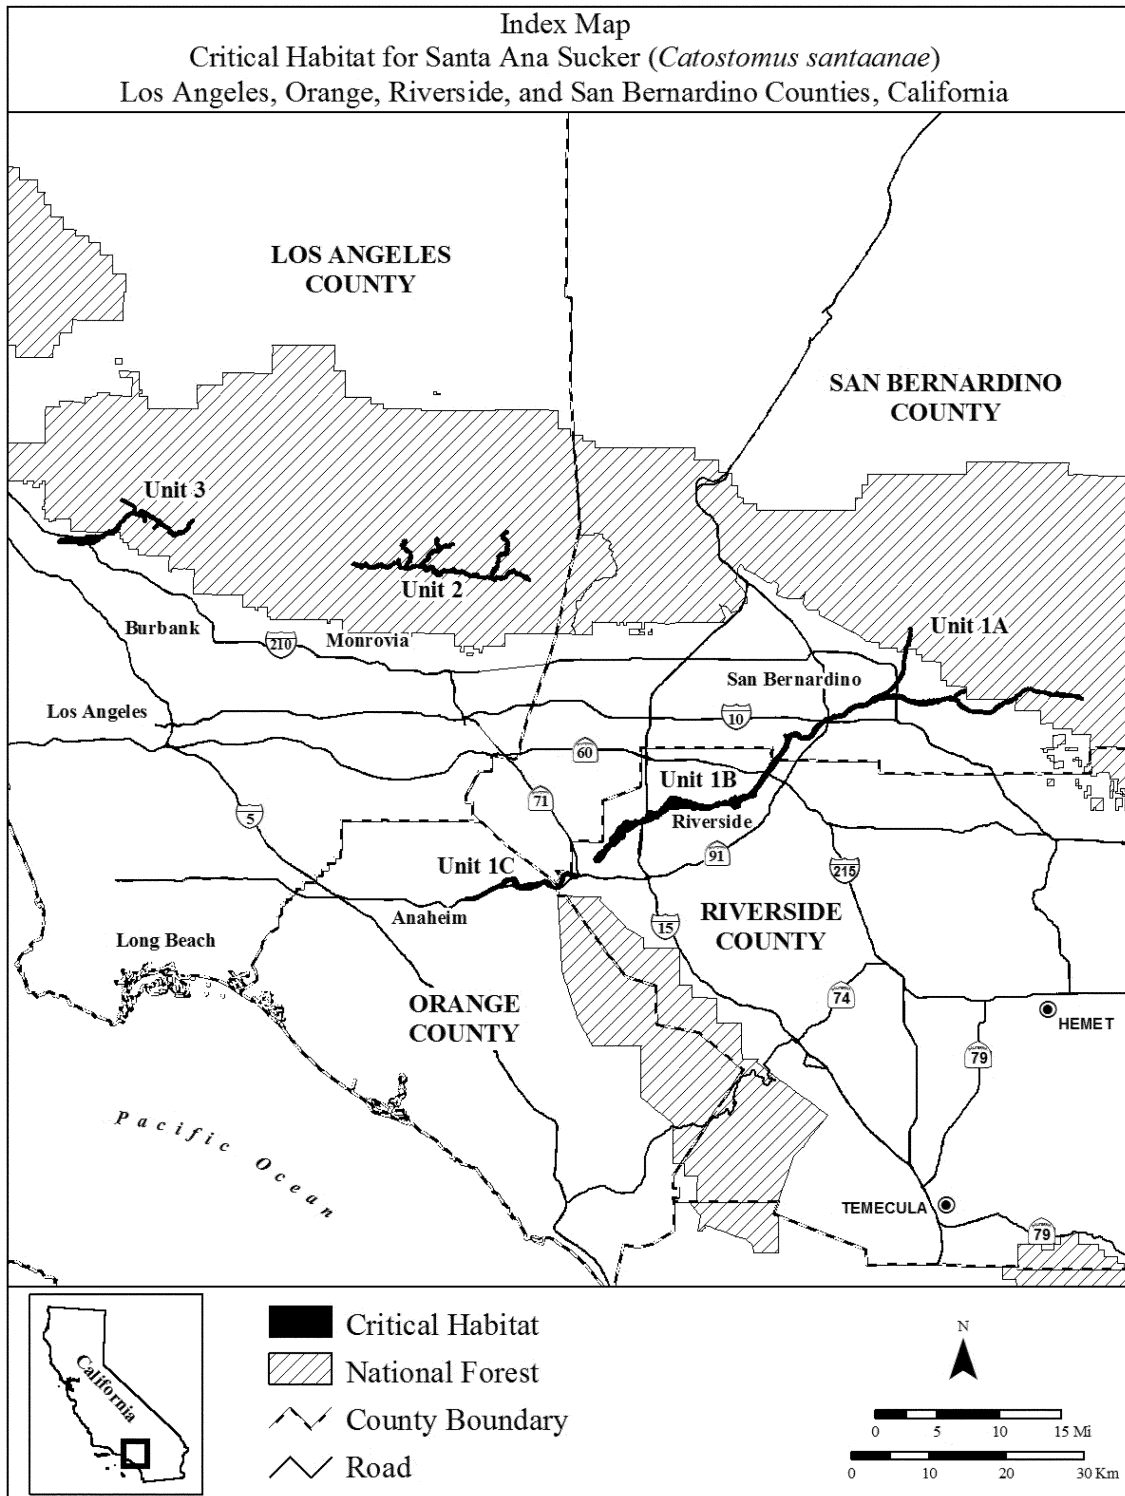 Index Map
Critical Habitat for Santa Ana Sucker (Catostomus santaanae)
Los Angeles, Orange, Riverside, and San Bernardino Counties, California
LOS ANGELES
COUNTY
SAN BERNARDINO
COUNTY
Unit 3
Unit 2
Unit 1A
Burbank
210
Monrovia
San Bernardino
Los Angeles
10
60
Unit 1B
71
5
Riverside
91
Unit 1C
215
Anaheim
15
RIVERSIDE
COUNTY
Long Beach
ORANGE
COUNTY
74
HEMET
79
Pacific Ocean
TEMECULA
79
California
Critical Habitat
National Forest
County Boundary
Road
N
0 5 10 15 Mi
0 10 20 30 Km